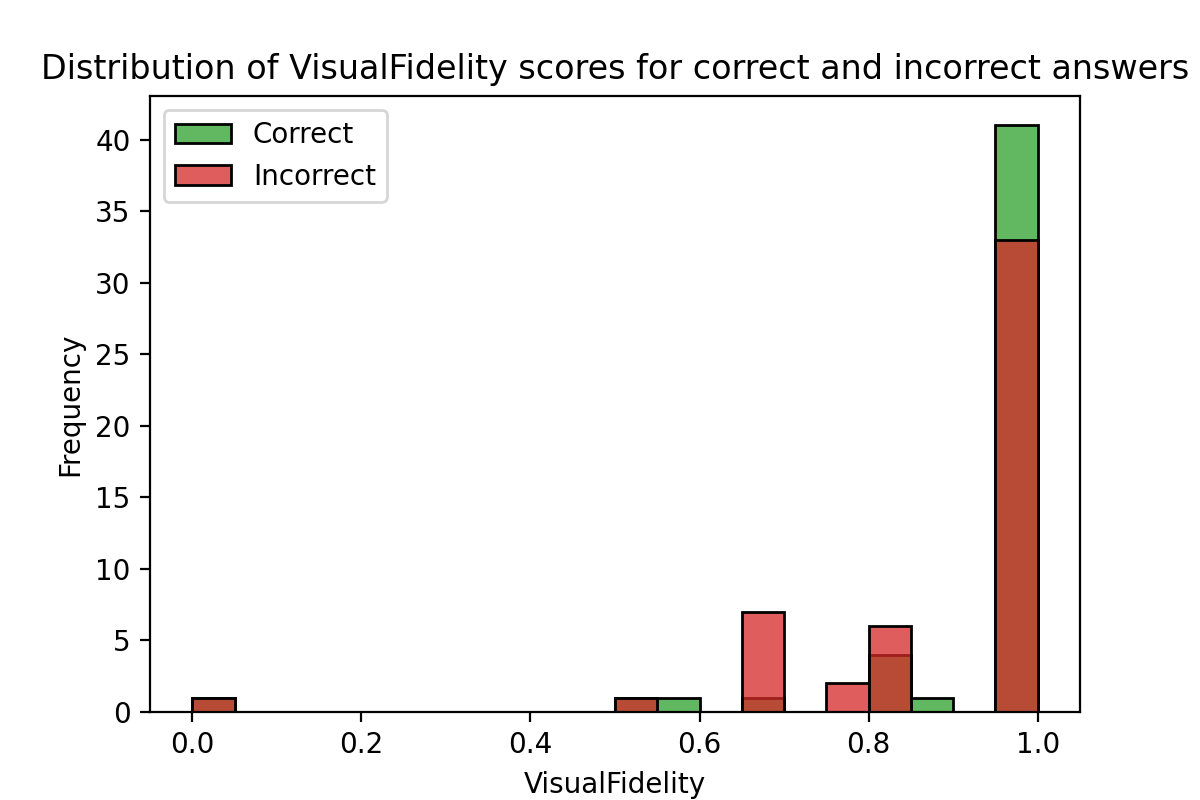 Distribution of VisualFidelity scores for correct and incorrect answers
Correct
Incorrect
40
35
30
25
20
15
10
5
0
Frequency
0.0 0.2 0.4 0.6 0.8 1.0
VisualFidelity